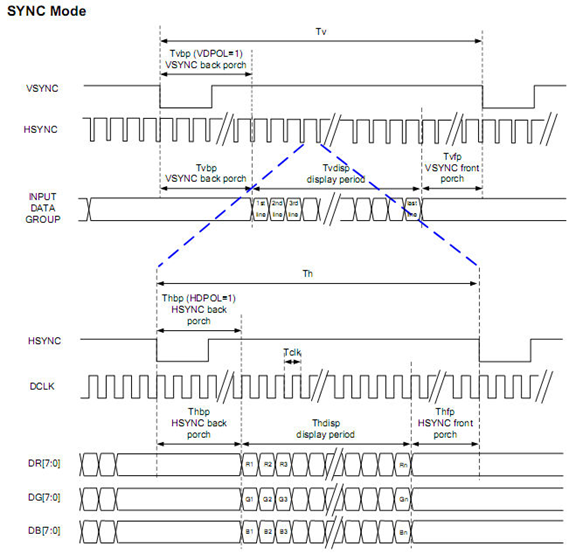 SYNC Mode
Tv
Tvbp (VDPOL=1)
VSYNC back porch
VSYNC
HSYNC
Tvbp
VSYNC back porch
Tvdisp
display period
Tvfp
VSYNC front
porch
INPUT
DATA
GROUP
1st
line
2nd
line
3rd
line
last
line
Th
Thbp (HDPOL=1)
HSYNC back
porch
HSYNC
Tclk
DCLK
Thbp
HSYNC back
porch
Thdisp
display period
Thfp
HSYNC front
porch
DR[7:0] R1 R2 R3 Rn
DG[7:0] G1 G2 G3 Gn
DB[7:0] B1 B2 B3 Bn